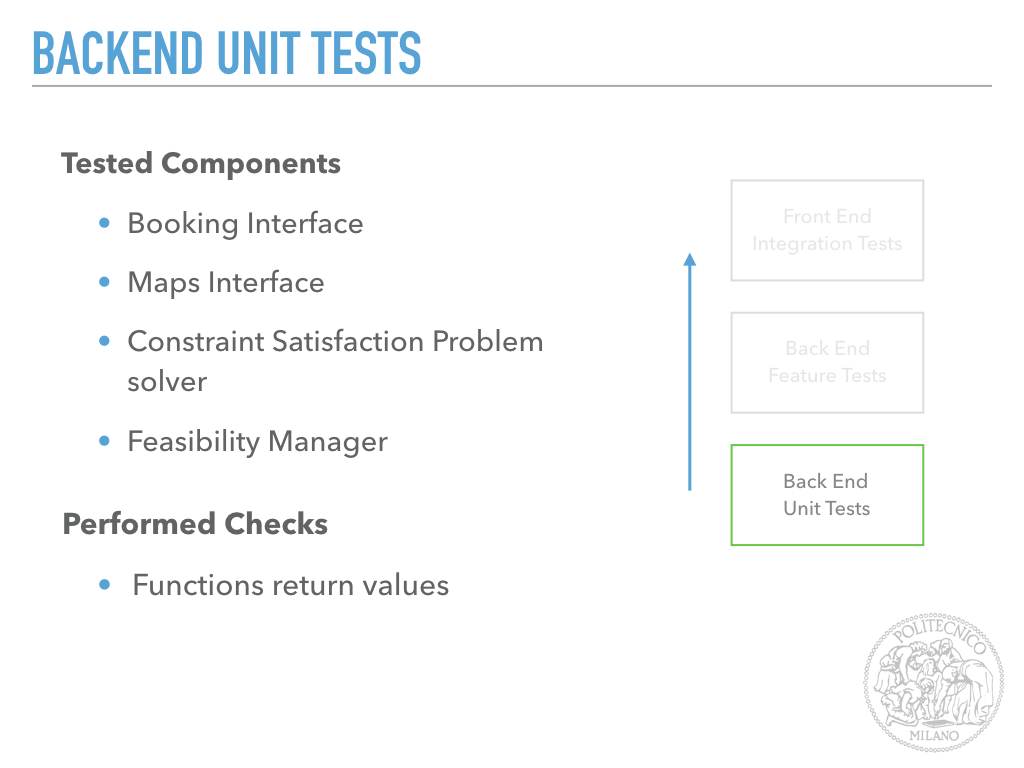 BACKEND UNIT TESTS
Tested Components
• Booking Interface
• Maps Interface
• Constraint Satisfaction Problem
solver
• Feasibility Manager
Performed Checks
• Functions return values
Front End
Integration Tests
Back End
Feature Tests
Back End
Unit Tests
POLITECNICO
MILANO